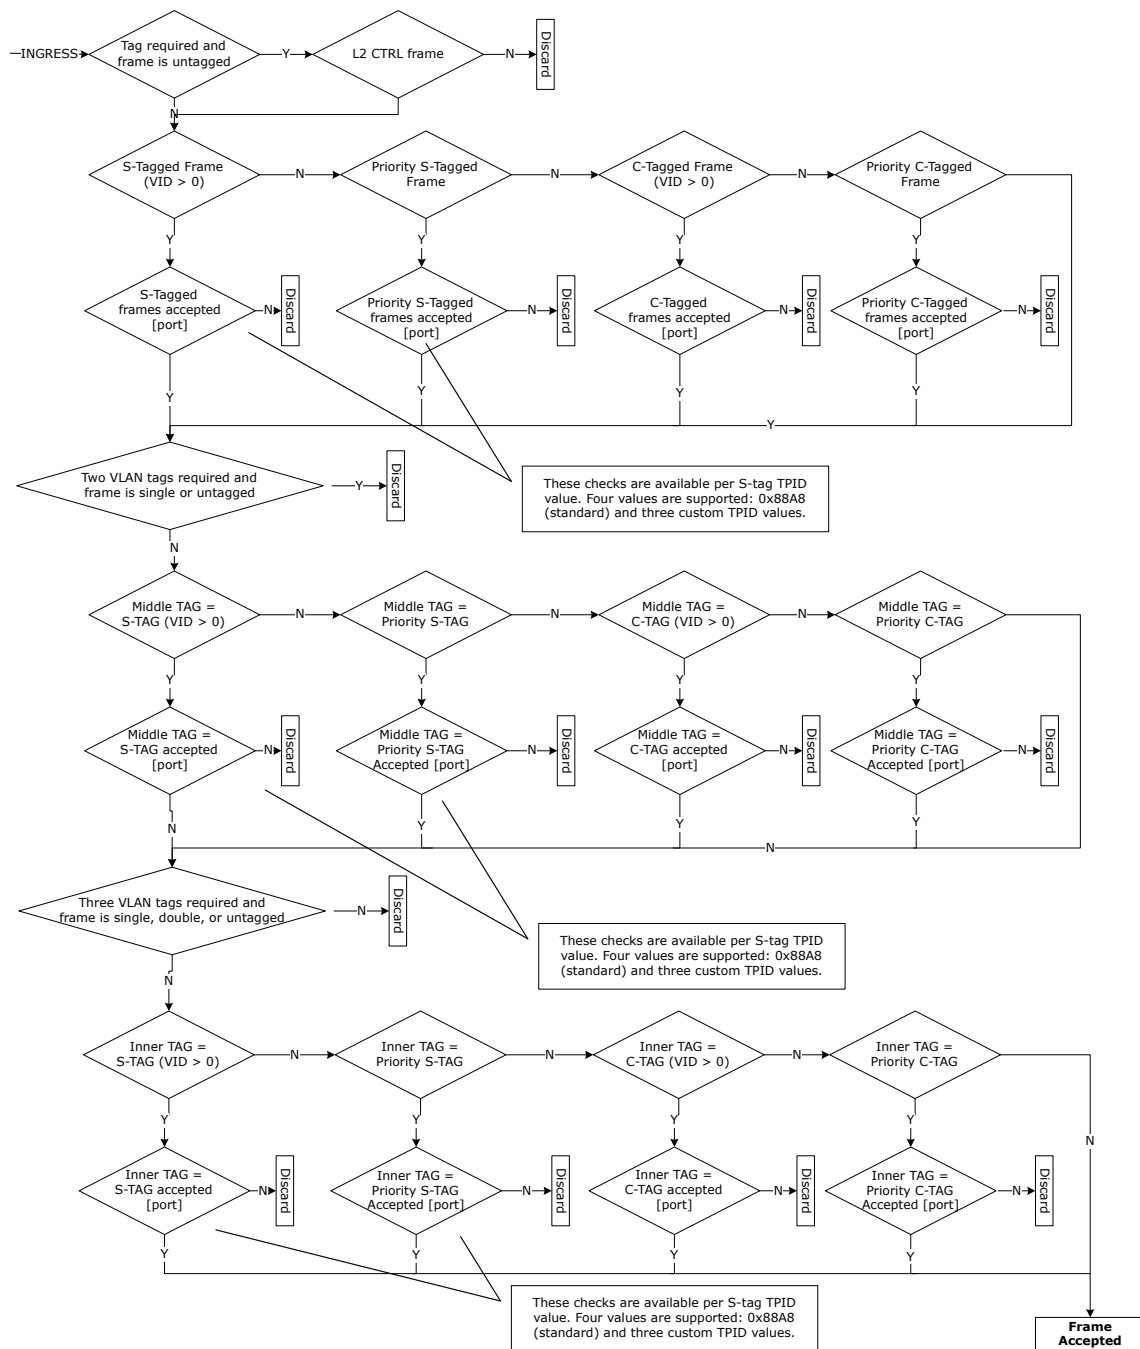 INGRESS
Tag required and
frame is untagged
Y
L2 CTRL frame
N
Discard
N
S-Tagged Frame
(VID > 0)
N
Priority S-Tagged
Frame
N
C-Tagged Frame
(VID > 0)
N
Priority C-Tagged
Frame
Y
Y
Y
Y
S-Tagged
frames accepted
[port]
N
Discard
Priority S-Tagged
frames accepted
[port]
N
Discard
C-Tagged
frames accepted
[port]
N
Discard
Priority C-Tagged
frames accepted
[port]
N
Discard
Y
Y
Y
Y
Y
Two VLAN tags required and
frame is single or untagged
Y
Discard
These checks are available per S-tag TPID
value. Four values are supported: 0x88A8
(standard) and three custom TPID values.
N
Middle TAG =
S-TAG (VID > 0)
N
Middle TAG =
Priority S-TAG
N
Middle TAG =
C-TAG (VID > 0)
N
Middle TAG =
Priority C-TAG
Y
Y
Y
Y
Middle TAG =
S-TAG accepted
[port]
N
Discard
Middle TAG =
Priority S-TAG
Accepted [port]
N
Discard
Middle TAG =
C-TAG accepted
[port]
N
Discard
Middle TAG =
Priority C-TAG
Accepted [port]
N
Discard
N
Y
Y
Y
N
Three VLAN tags required and
frame is single, double, or untagged
N
Discard
These checks are available per S-tag TPID
value. Four values are supported: 0x88A8
(standard) and three custom TPID values.
N
Inner TAG =
S-TAG (VID > 0)
N
Inner TAG =
Priority S-TAG
N
Inner TAG =
C-TAG (VID > 0)
N
Inner TAG =
Priority C-TAG
Y
Y
Y
Y
N
Inner TAG =
S-TAG accepted
[port]
N
Discard
Inner TAG =
Priority S-TAG
Accepted [port]
N
Discard
Inner TAG =
C-TAG accepted
[port]
N
Discard
Inner TAG =
Priority C-TAG
Accepted [port]
N
Discard
Y
Y
Y
Y
These checks are available per S-tag TPID
value. Four values are supported: 0x88A8
(standard) and three custom TPID values.
Frame
Accepted